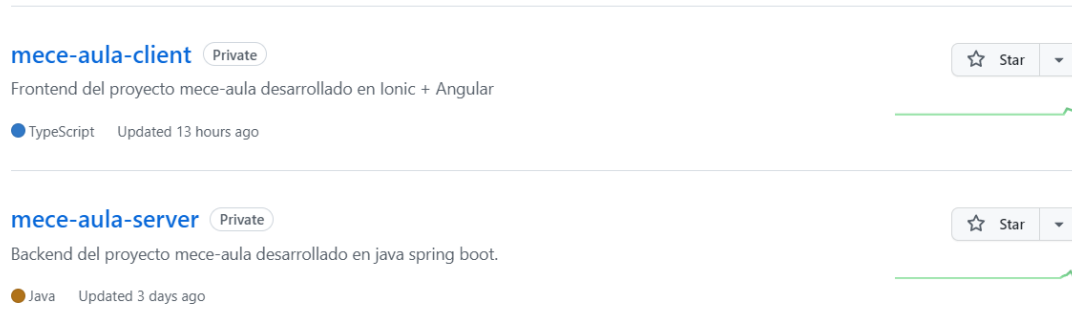 mece-aula-client Private Star
Frontend del proyecto mece-aula desarrollado en Ionic + Angular
TypeScript Updated 13 hours ago
mece-aula-server Private Star
Backend del proyecto mece-aula desarrollado en java spring boot.
Java Updated 3 days ago